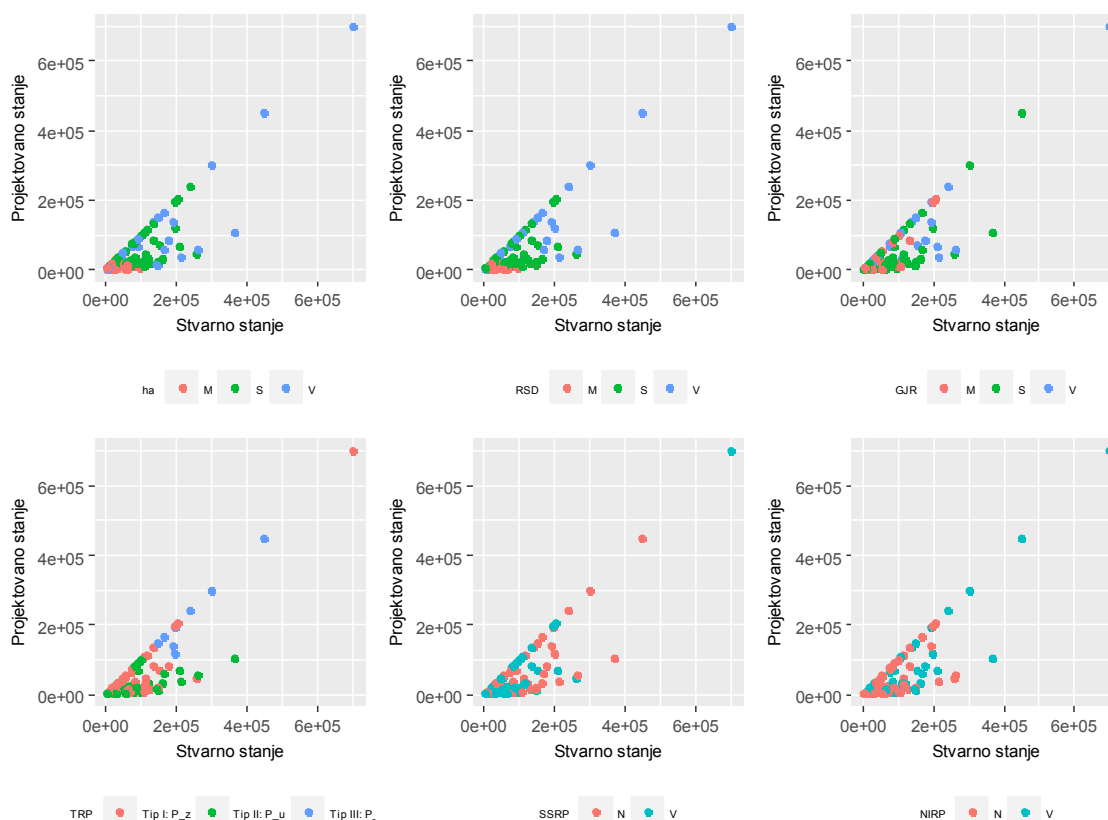 6e+05
4e+05
2e+05
0e+00
Projektovano stanje
0e+00 2e+05 4e+05 6e+05
Stvarno stanje
ha M S V
6e+05
4e+05
2e+05
0e+00
Projektovano stanje
0e+00 2e+05 4e+05 6e+05
Stvarno stanje
RSD M S V
6e+05
4e+05
2e+05
0e+00
Projektovano stanje
0e+00 2e+05 4e+05 6e+05
Stvarno stanje
GJR M S V
6e+05
4e+05
2e+05
0e+00
Projektovano stanje
0e+00 2e+05 4e+05 6e+05
Stvarno stanje
TRP Tip I: P_z Tip II: P_u Tip III: P_
6e+05
4e+05
2e+05
0e+00
Projektovano stanje
0e+00 2e+05 4e+05 6e+05
Stvarno stanje
SSRP N V
6e+05
4e+05
2e+05
0e+00
Projektovano stanje
0e+00 2e+05 4e+05 6e+05
Stvarno stanje
NIRP N V